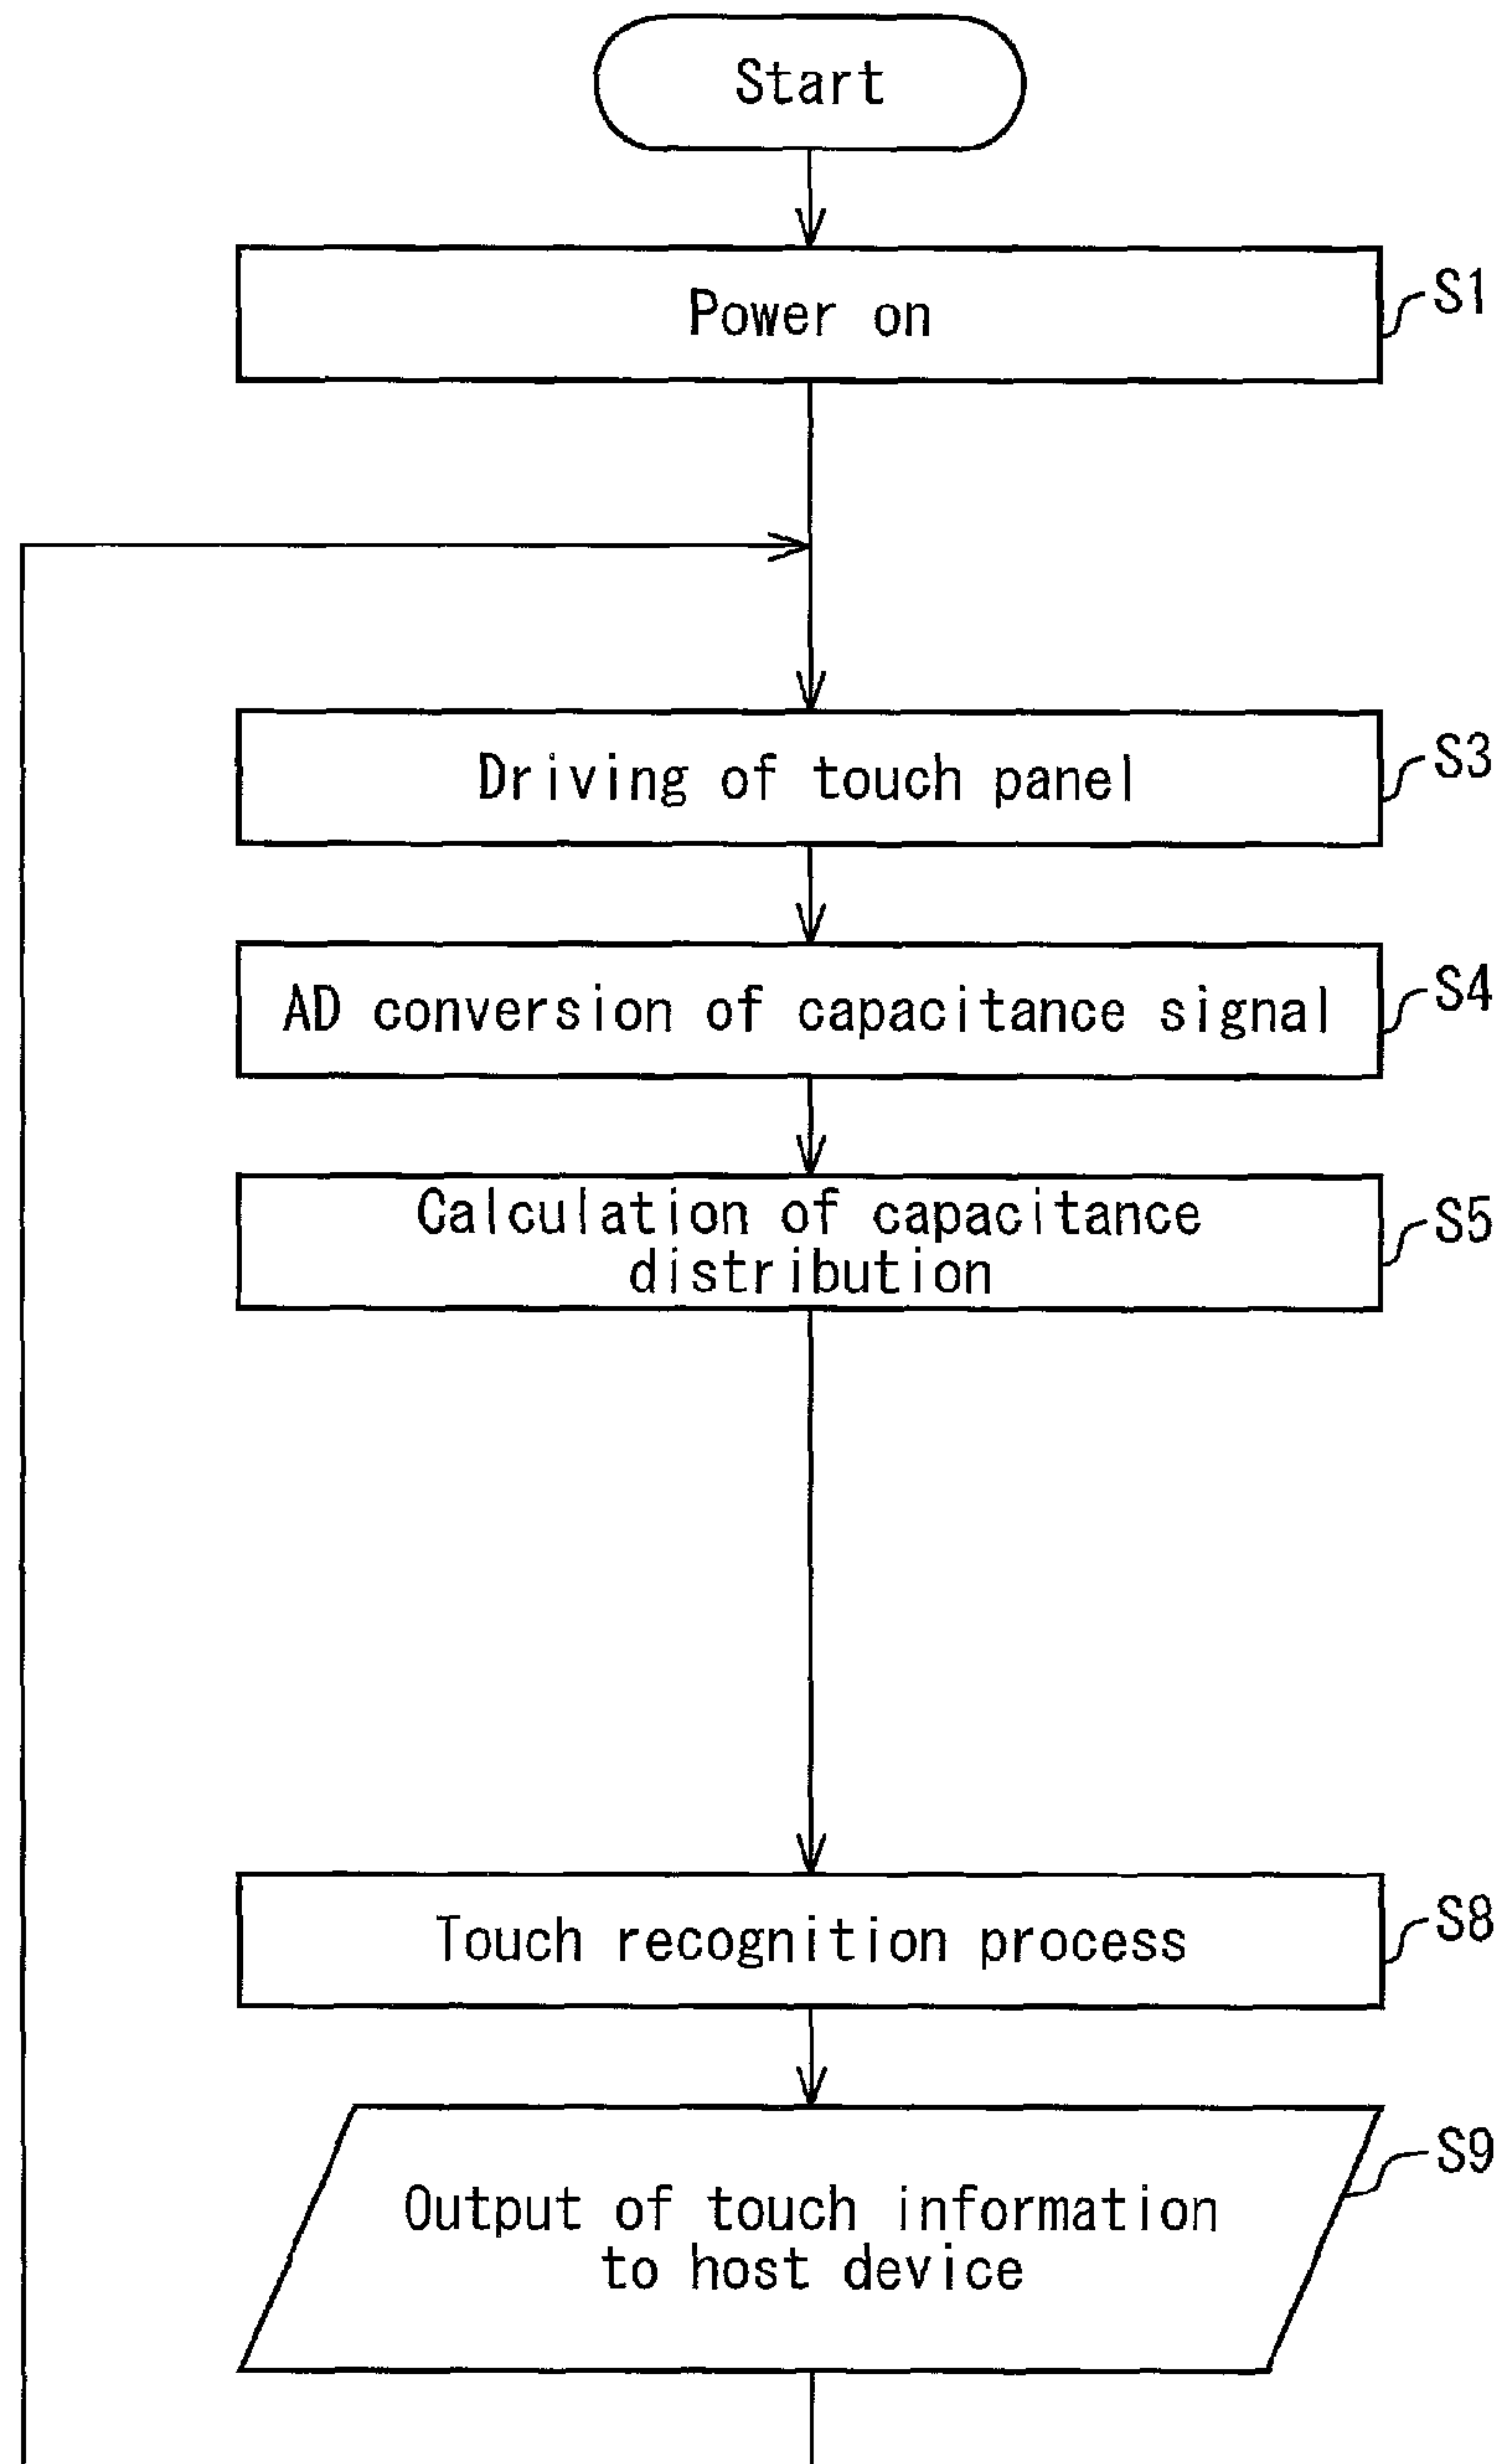 Start
Power on
S1
Driving of touch panel
S3
AD conversion of capacitance signal
S4
Calculation of capacitance
distribution
S5
Touch recognition process
S8
Output of touch information
to host device
S9